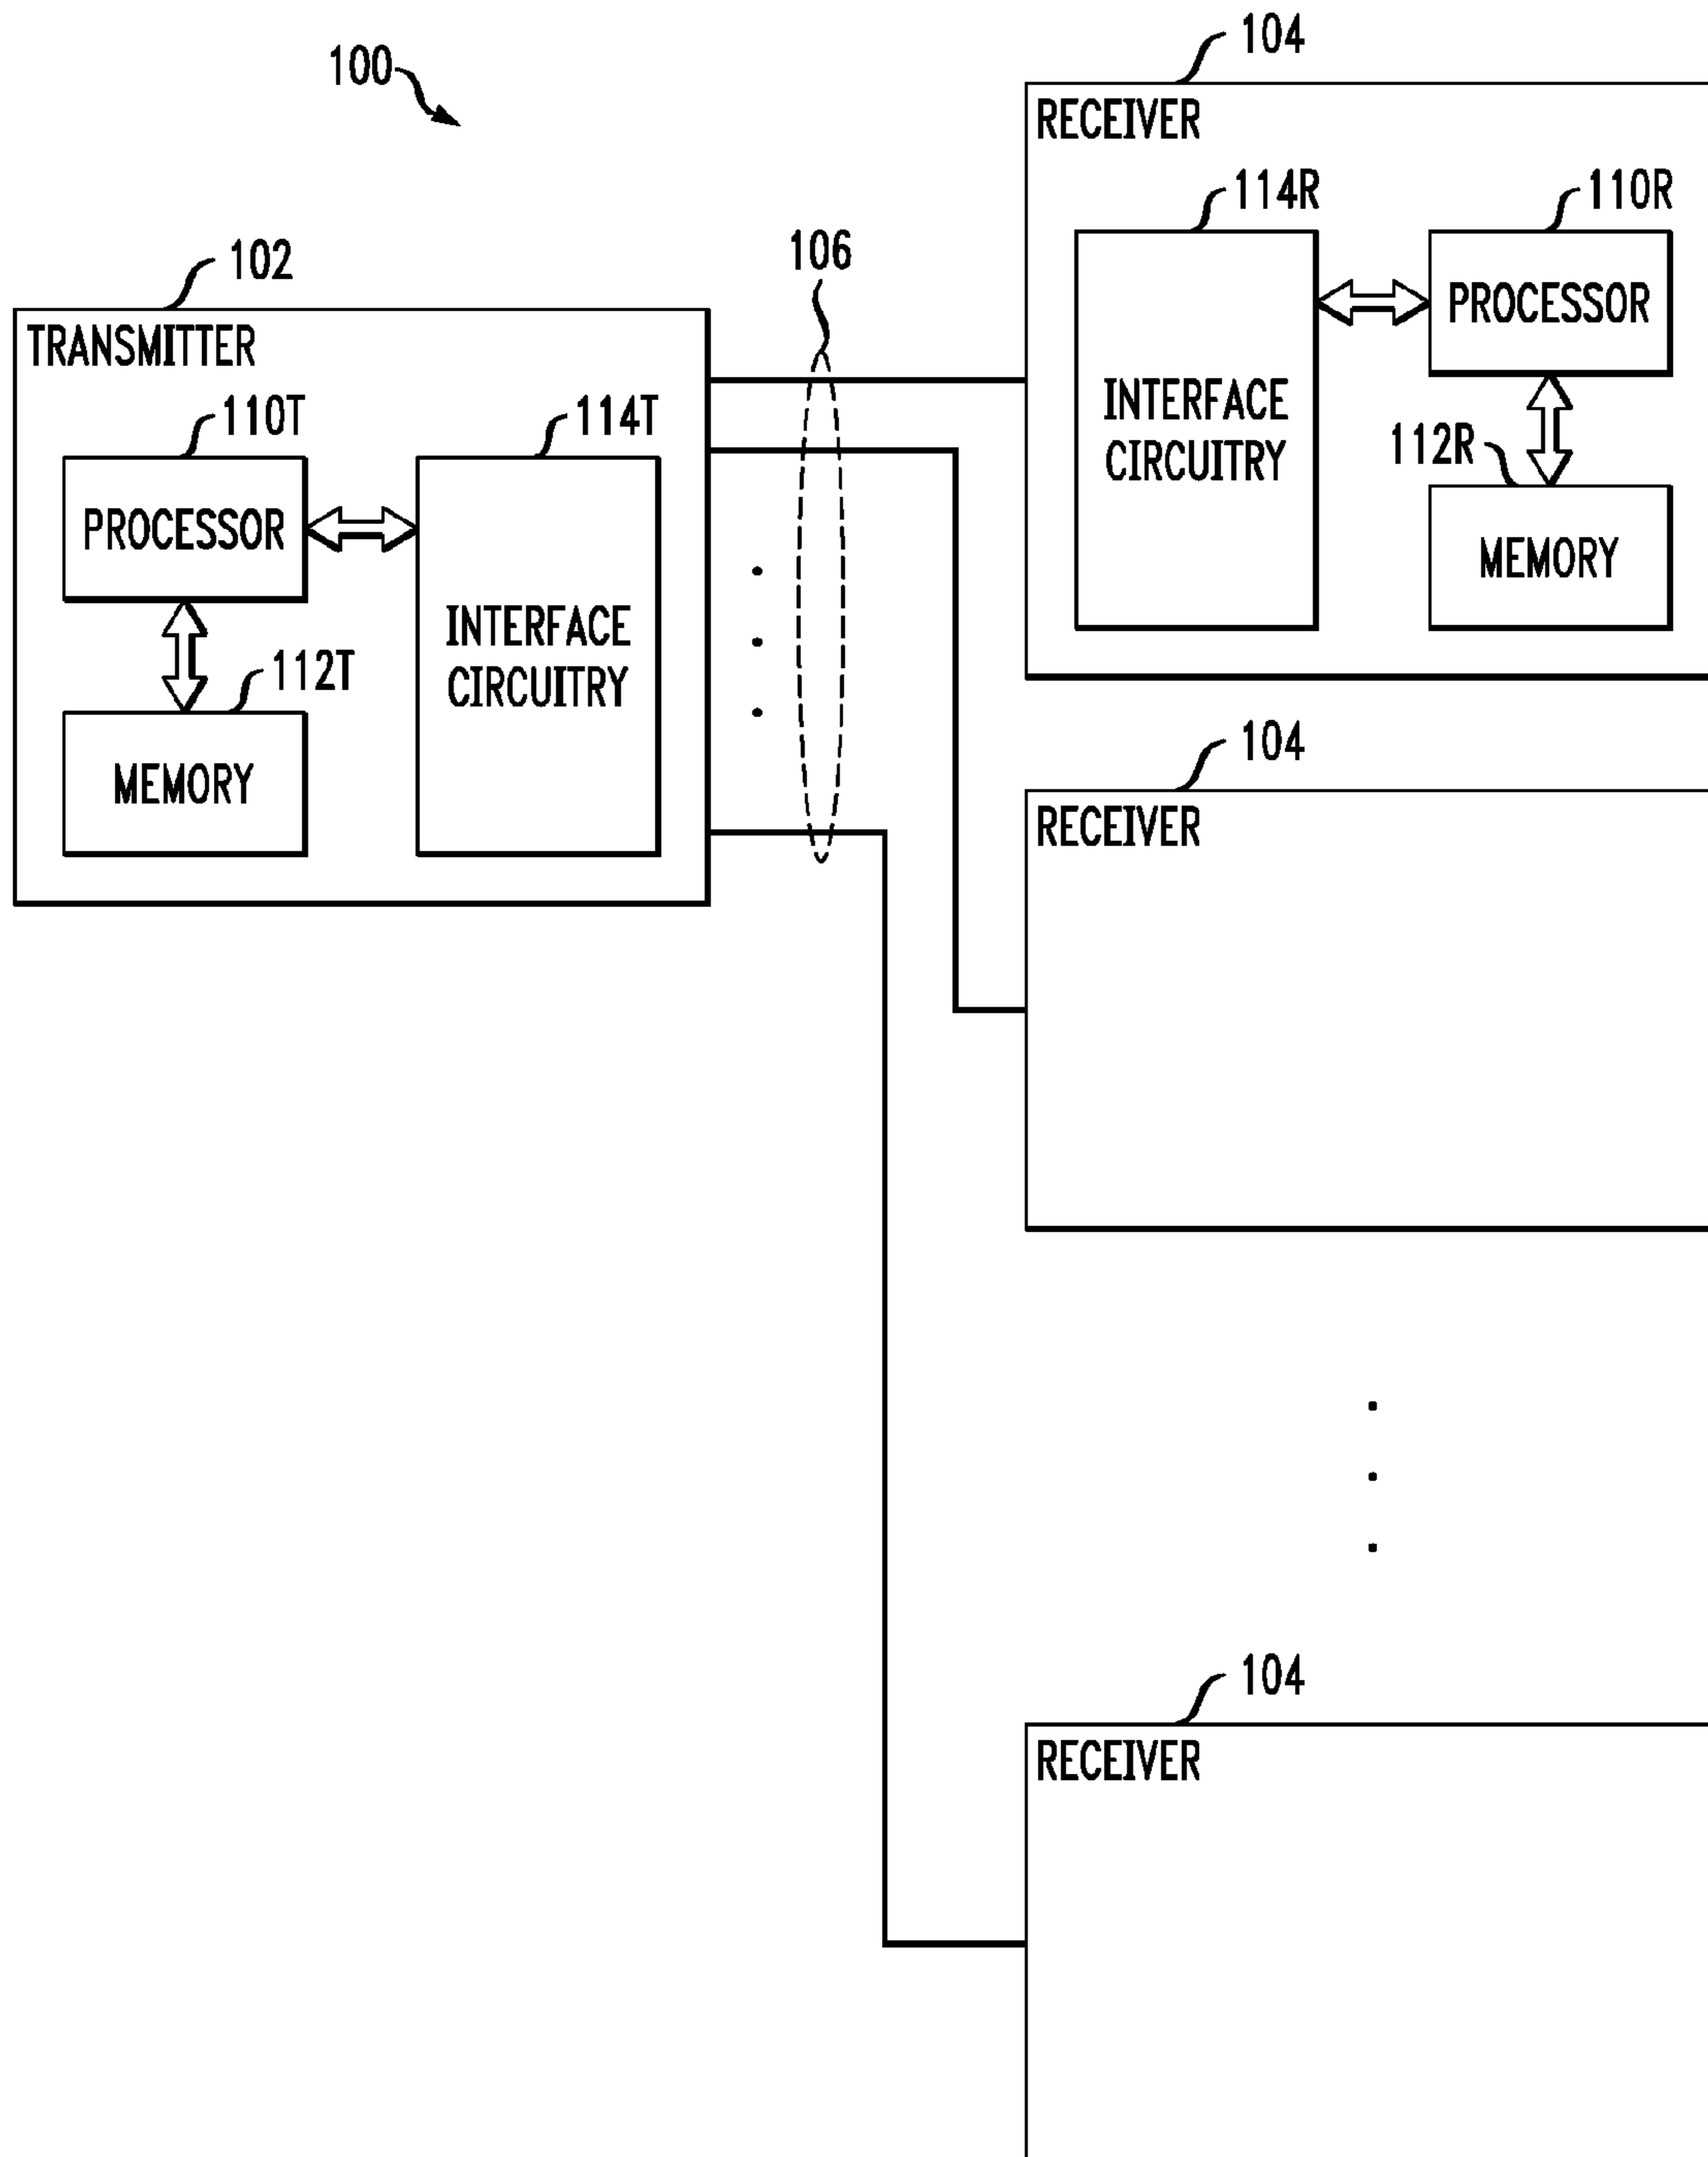 100
104
RECEIVER
114R
110R
INTERFACE
CIRCUITRY
PROCESSOR
112R
MEMORY
102
TRANSMITTER
106
110T
114T
PROCESSOR
INTERFACE
CIRCUITRY
112T
MEMORY
104
RECEIVER
104
RECEIVER